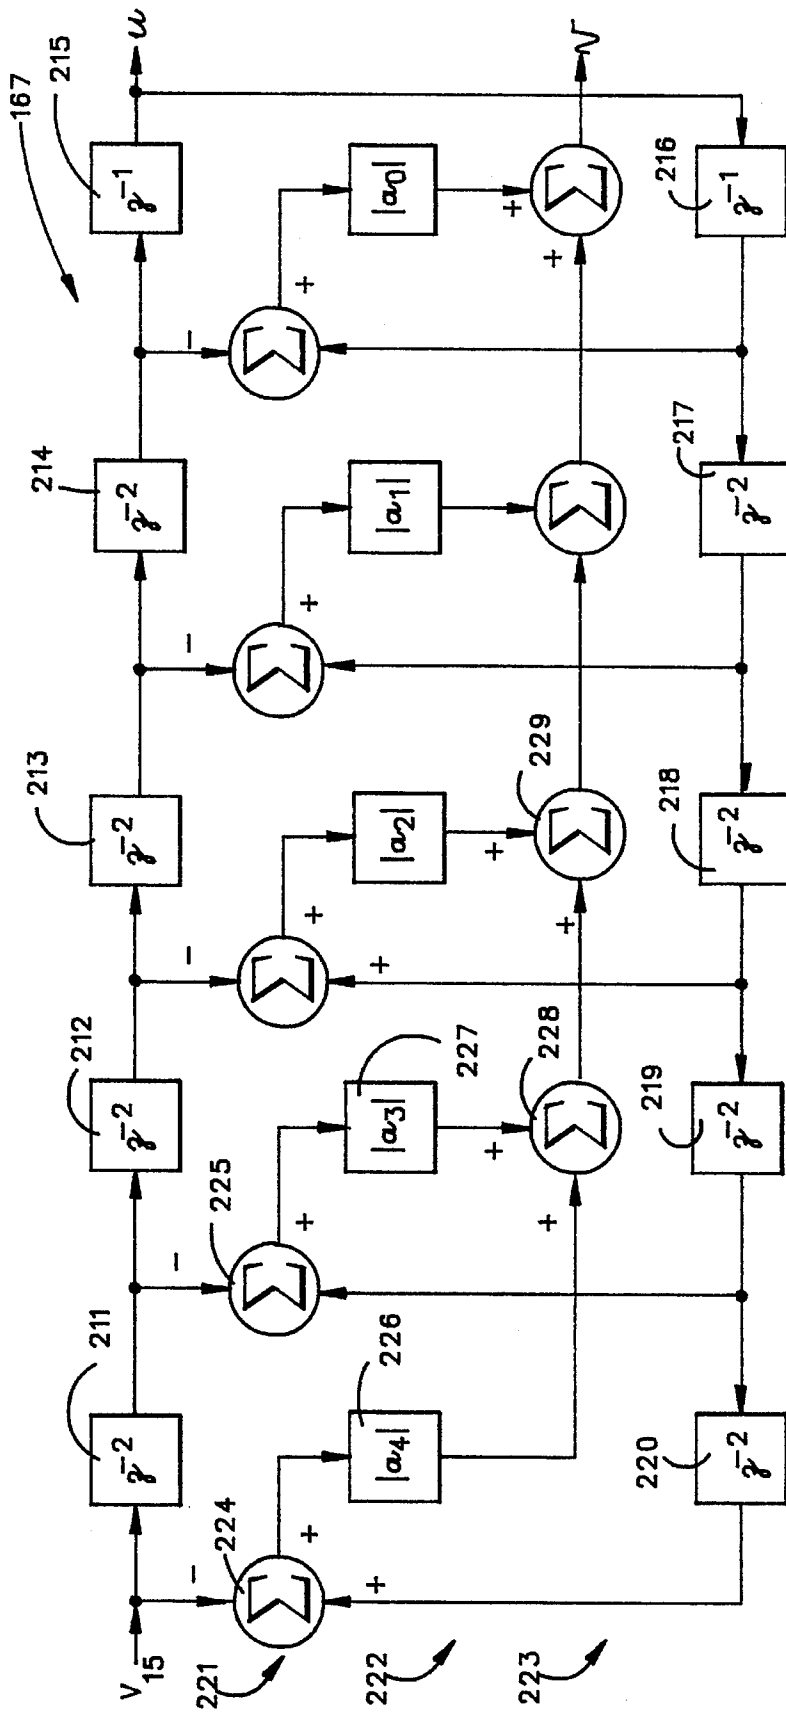 167
215
u
z^-1
214
z^-2
213
z^-2
212
z^-2
211
z^-2
V15
−
−
−
−
−
224
Σ
+
225
Σ
+
Σ
+
Σ
+
Σ
+
221
226
|a4|
227
|a3|
|a2|
|a1|
|a0|
222
+
+
+
228
Σ
229
Σ
Σ
Σ
v
+
+
+
+
+
223
220
z^-2
219
z^-2
218
z^-2
217
z^-2
216
z^-1